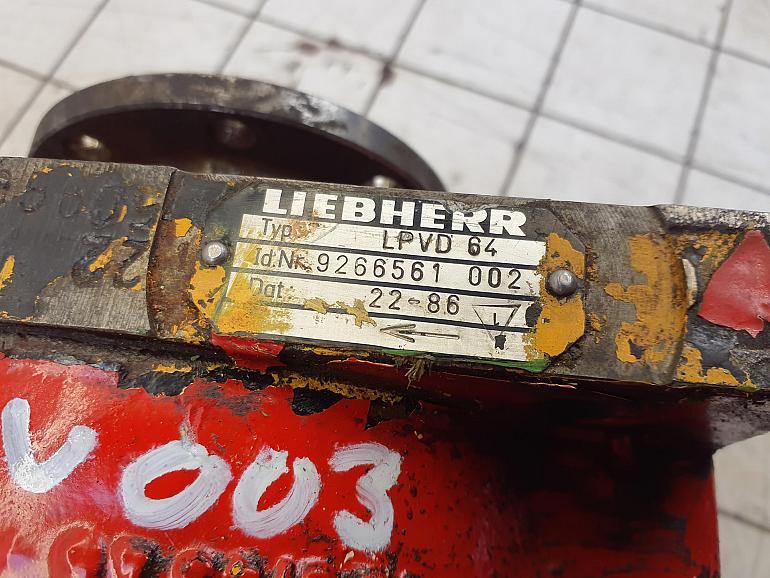 LIEBHERR
Typ LPVD 64
Id.Nr. 9266561 002
Dat. 22-86
V003